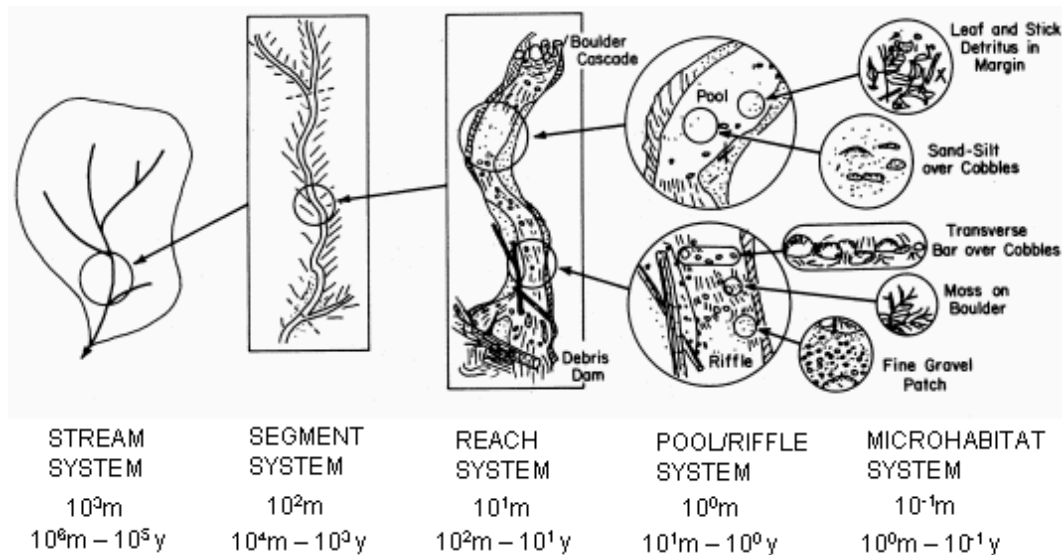 Boulder
Cascade
Debris
Dam
Pool
Riffle
Leaf and Stick
Detritus in
Margin
Sand-Silt
over Cobbles
Transverse
Bar over Cobbles
Moss on
Boulder
Fine Gravel
Patch
STREAM
SYSTEM
10³m
10⁶m – 10⁵ y
SEGMENT
SYSTEM
10²m
10⁴m – 10³ y
REACH
SYSTEM
10¹m
10²m – 10¹ y
POOL/RIFFLE
SYSTEM
10⁰m
10¹m – 10⁰ y
MICROHABITAT
SYSTEM
10⁻¹m
10⁰m – 10⁻¹ y